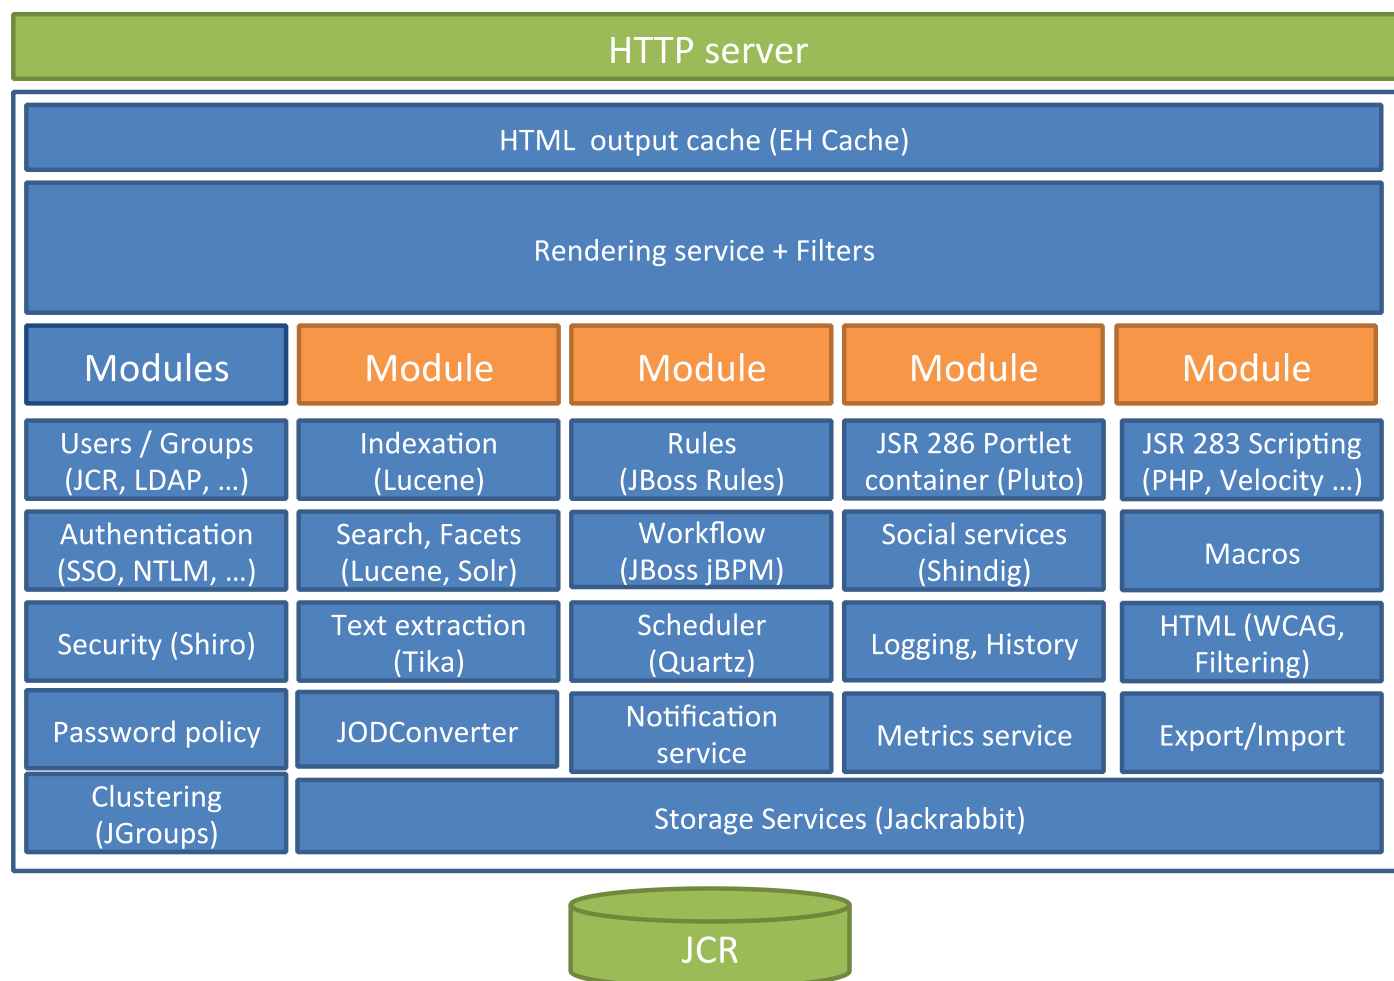 HTTP server
HTML output cache (EH Cache)
Rendering service + Filters
Modules
Module
Module
Module
Module
Users / Groups
(JCR, LDAP, …)
Indexation
(Lucene)
Rules
(JBoss Rules)
JSR 286 Portlet
container (Pluto)
JSR 283 Scripting
(PHP, Velocity …)
Authentication
(SSO, NTLM, …)
Search, Facets
(Lucene, Solr)
Workflow
(JBoss jBPM)
Social services
(Shindig)
Macros
Security (Shiro)
Text extraction
(Tika)
Scheduler
(Quartz)
Logging, History
HTML (WCAG,
Filtering)
Password policy
JODConverter
Notification
service
Metrics service
Export/Import
Clustering
(JGroups)
Storage Services (Jackrabbit)
JCR